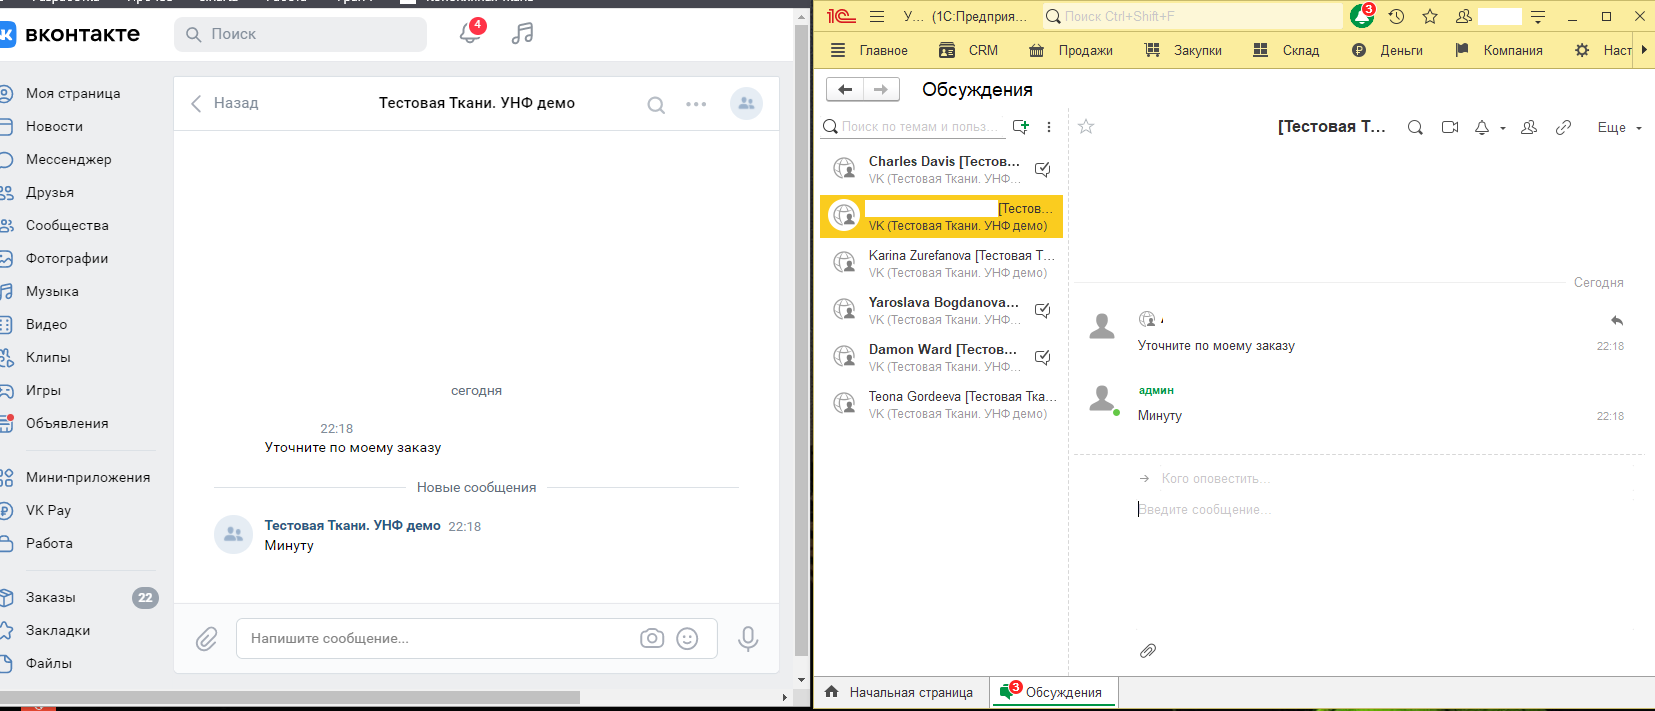 вконтакте
Поиск
4
Моя страница
Новости
Мессенджер
Друзья
Сообщества
Фотографии
Музыка
Видео
Клипы
Игры
Объявления
Мини-приложения
VK Pay
Работа
Заказы 22
Закладки
Файлы
Назад
Тестовая Ткани. УНФ демо
сегодня
22:18
Уточните по моему заказу
Новые сообщения
Тестовая Ткани. УНФ демо 22:18
Минуту
Напишите сообщение...
1С У... (1С:Предприя... Поиск Ctrl+Shift+F 3
Главное CRM Продажи Закупки Склад Деньги Компания Наст
Обсуждения
Поиск по темам и польз...
Charles Davis [Тестов...
VK (Тестовая Ткани. УНФ...
[Тестов...
VK (Тестовая Ткани. УНФ демо)
Karina Zurefanova [Тестовая Т...
VK (Тестовая Ткани. УНФ демо)
Yaroslava Bogdanova...
VK (Тестовая Ткани. УНФ...
Damon Ward [Тестов...
VK (Тестовая Ткани. УНФ...
Teona Gordeeva [Тестовая Тка...
VK (Тестовая Ткани. УНФ демо)
[Тестовая Т... Еще
Сегодня
Уточните по моему заказу 22:18
админ
Минуту 22:18
Кого оповестить...
Введите сообщение...
Начальная страница
3 Обсуждения